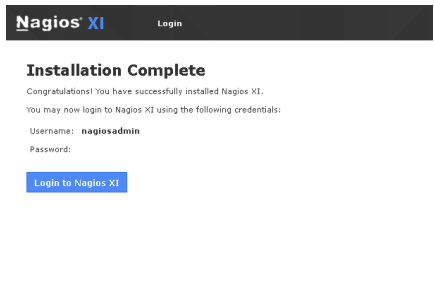 Nagios® XI Login
Installation Complete
Congratulations! You have successfully installed Nagios XI.
You may now login to Nagios XI using the following credentials:
Username: nagiosadmin
Password:
Login to Nagios XI